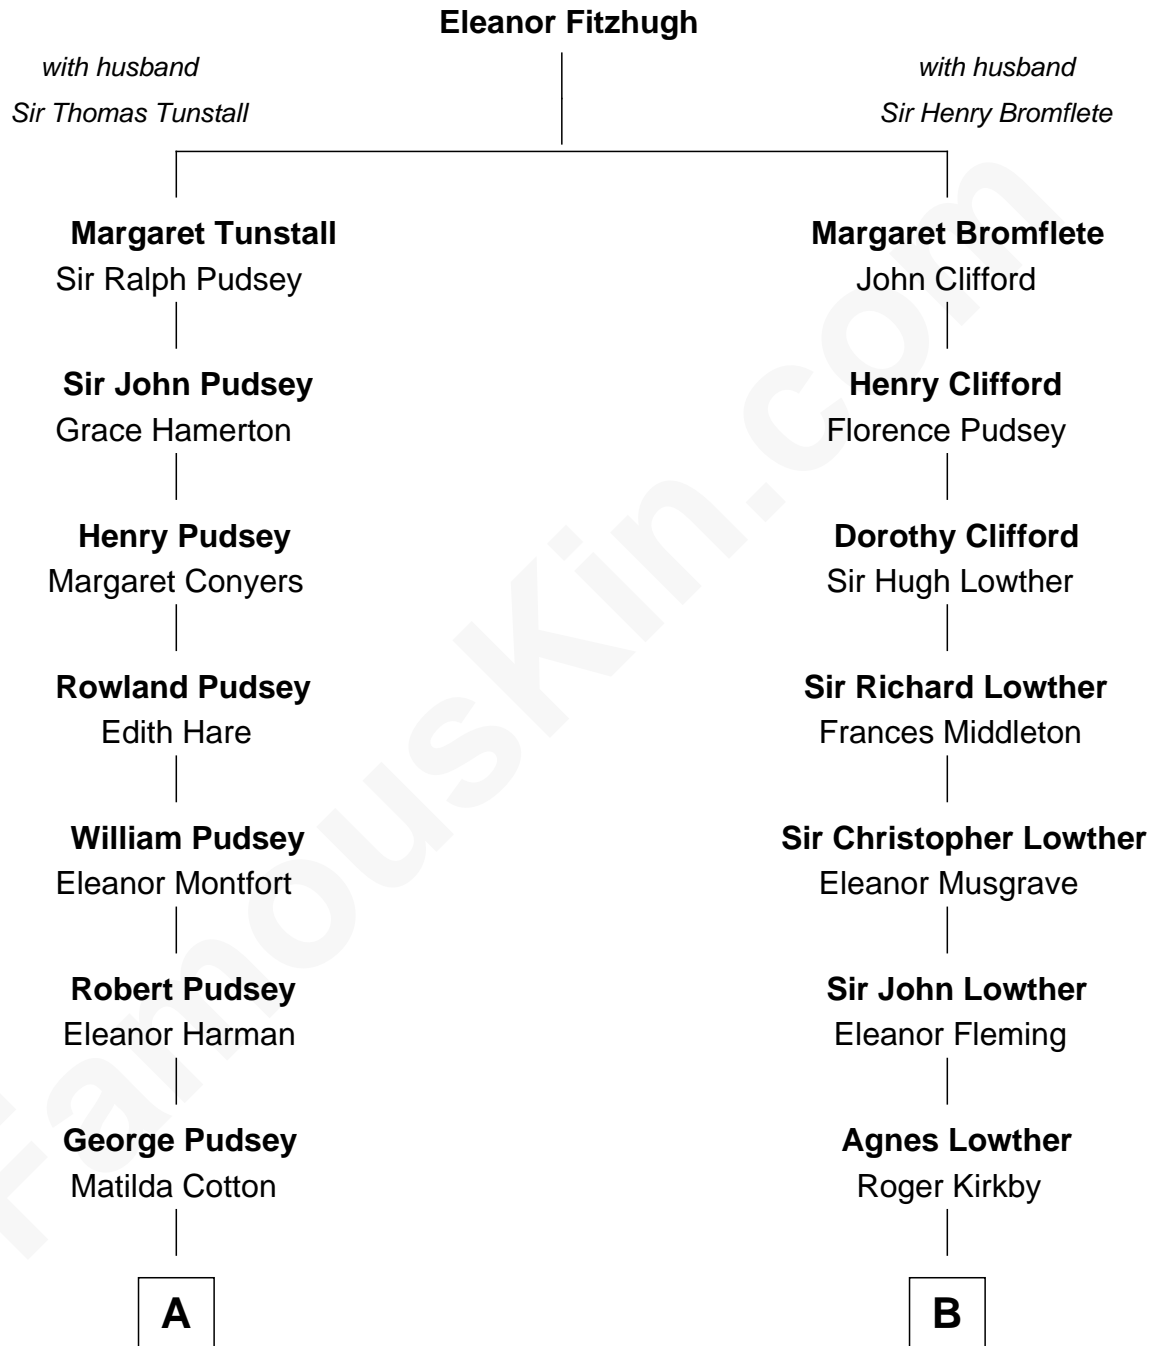 Eleanor Fitzhugh
with husband
Sir Thomas Tunstall
with husband
Sir Henry Bromflete
Margaret Tunstall
Sir Ralph Pudsey
Margaret Bromflete
John Clifford
Sir John Pudsey
Grace Hamerton
Henry Clifford
Florence Pudsey
Henry Pudsey
Margaret Conyers
Dorothy Clifford
Sir Hugh Lowther
Rowland Pudsey
Edith Hare
Sir Richard Lowther
Frances Middleton
William Pudsey
Eleanor Montfort
Sir Christopher Lowther
Eleanor Musgrave
Robert Pudsey
Eleanor Harman
Sir John Lowther
Eleanor Fleming
George Pudsey
Matilda Cotton
Agnes Lowther
Roger Kirkby
A
B
FamousKin.com